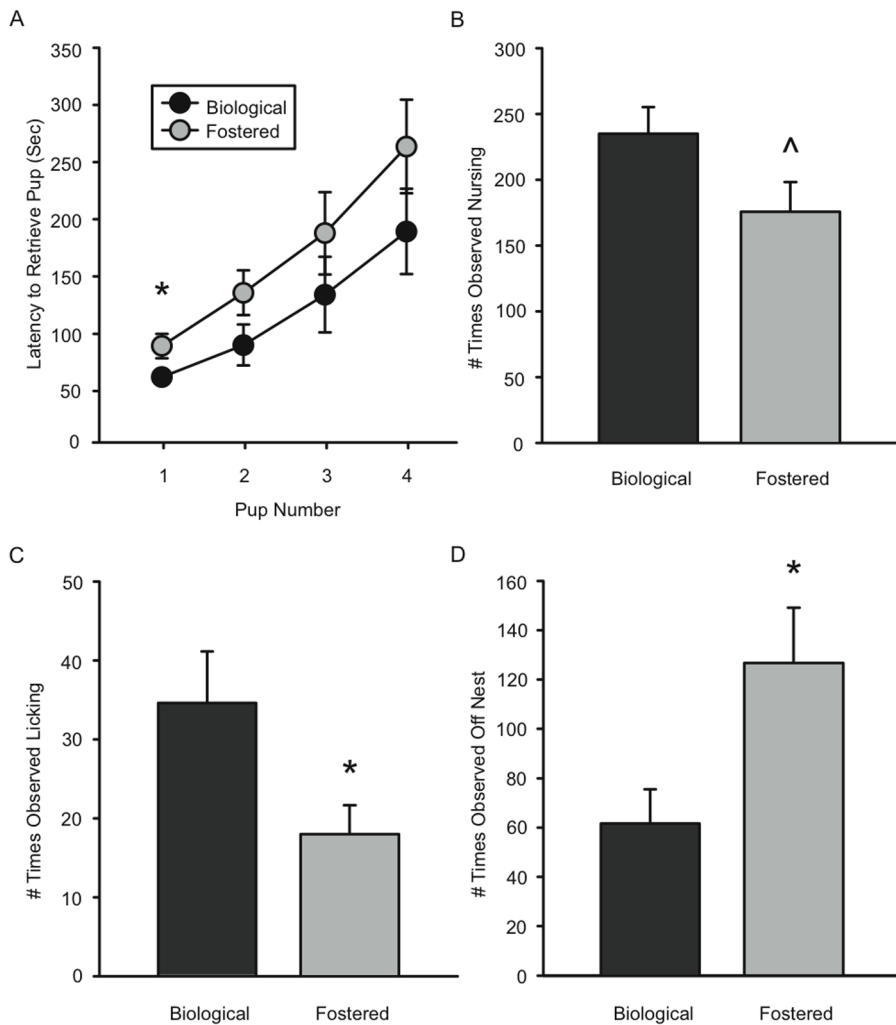 A
Latency to Retrieve Pup (Sec)
350
300
250
200
150
100
50
0
Biological
Fostered
*
1 2 3 4
Pup Number
B
# Times Observed Nursing
300
250
200
150
100
50
0
^
Biological Fostered
C
# Times Observed Licking
50
40
30
20
10
0
*
Biological Fostered
D
# Times Observed Off Nest
160
140
120
100
80
60
40
20
0
*
Biological Fostered